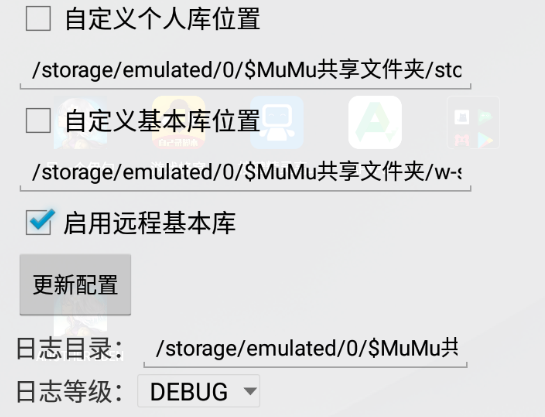 自定义个人库位置
/storage/emulated/0/$MuMu共享文件夹/sto
自定义基本库位置
/storage/emulated/0/$MuMu共享文件夹/w-s
启用远程基本库
更新配置
日志目录： /storage/emulated/0/$MuMu共
日志等级： DEBUG